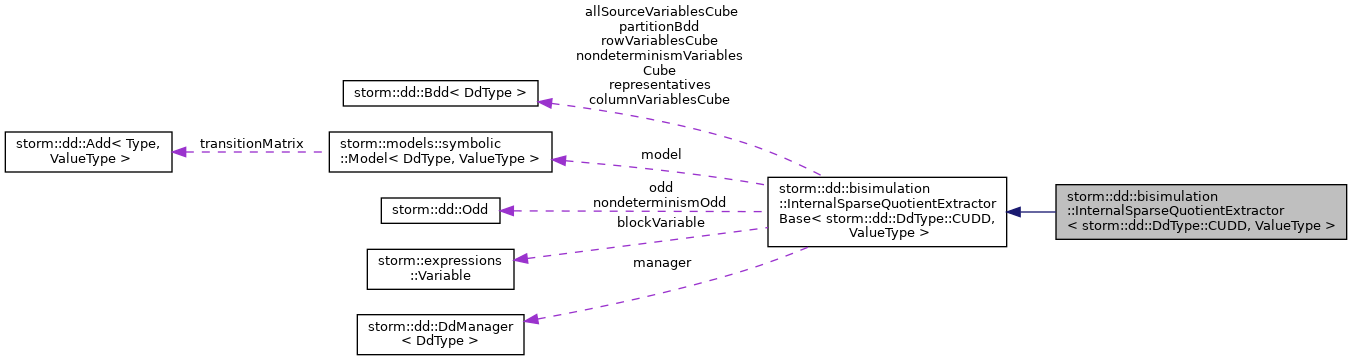 allSourceVariablesCube
partitionBdd
rowVariablesCube
nondeterminismVariables
Cube
representatives
columnVariablesCube
storm::dd::Bdd< DdType >
storm::dd::Add< Type,
ValueType >
transitionMatrix
storm::models::symbolic
::Model< DdType, ValueType >
model
odd
nondeterminismOdd
storm::dd::Odd
blockVariable
storm::expressions
::Variable
manager
storm::dd::DdManager
< DdType >
storm::dd::bisimulation
::InternalSparseQuotientExtractor
Base< storm::dd::DdType::CUDD,
ValueType >
storm::dd::bisimulation
::InternalSparseQuotientExtractor
< storm::dd::DdType::CUDD, ValueType >